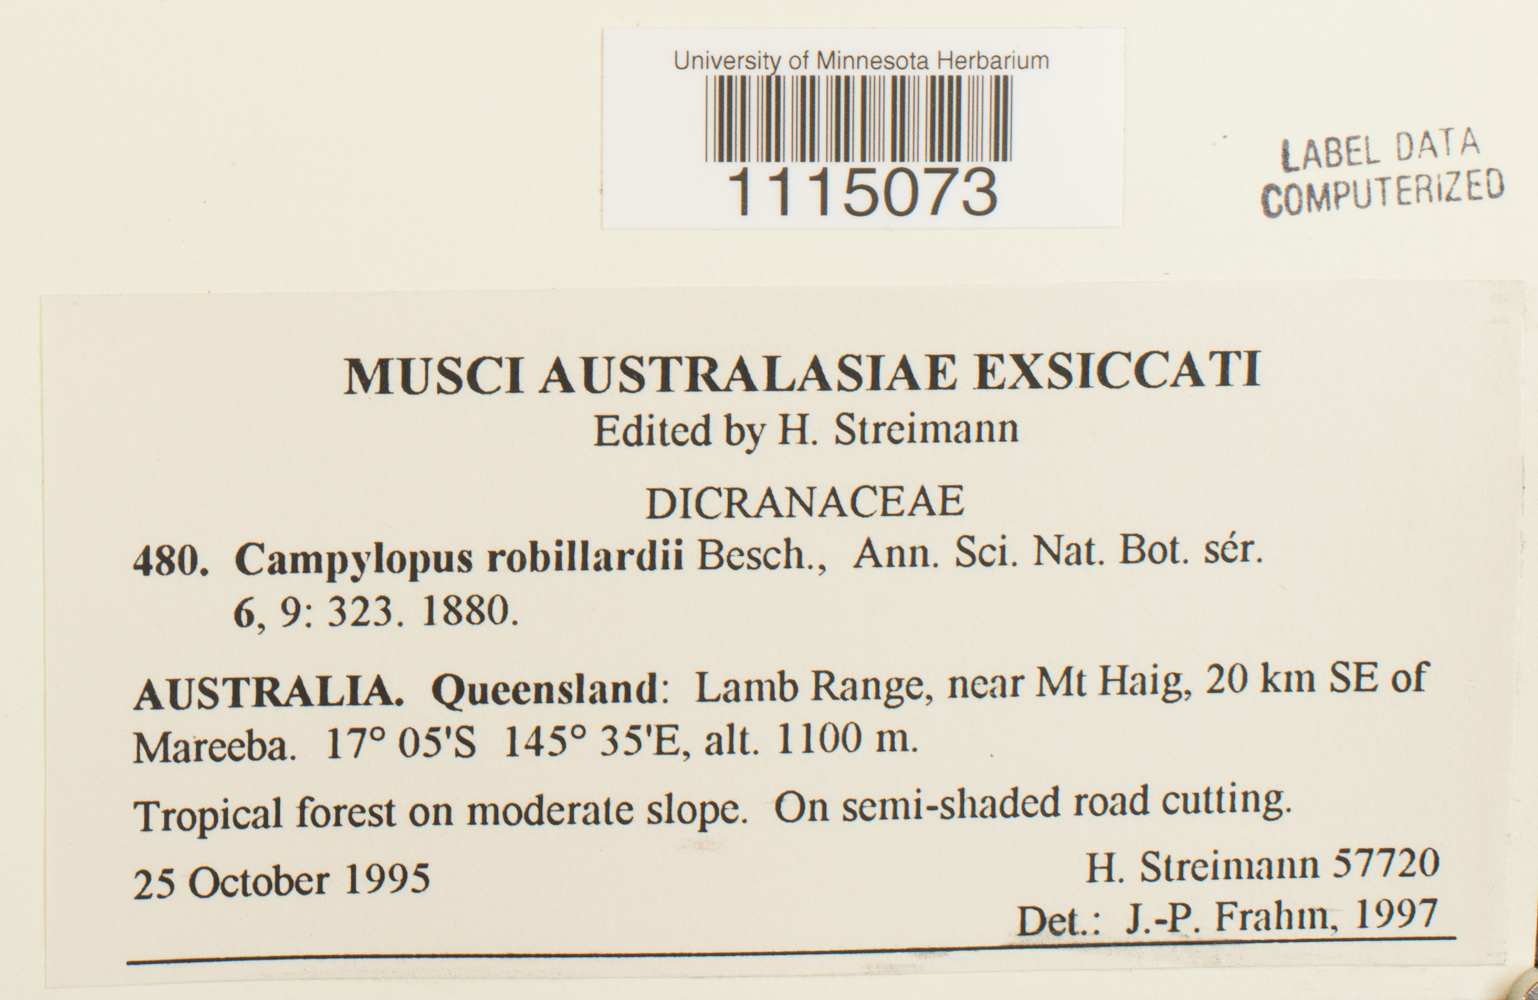 University of Minnesota Herbarium
1115073
LABEL DATA
COMPUTERIZED
MUSCI AUSTRALASIAE EXSICCATI
Edited by H. Streimann
DICRANACEAE
480. Campylopus robillardii Besch., Ann. Sci. Nat. Bot. sér.
6, 9: 323. 1880.
AUSTRALIA. Queensland: Lamb Range, near Mt Haig, 20 km SE of
Mareeba. 17° 05'S 145° 35'E, alt. 1100 m.
Tropical forest on moderate slope. On semi-shaded road cutting.
25 October 1995
H. Streimann 57720
Det.: J.-P. Frahm, 1997